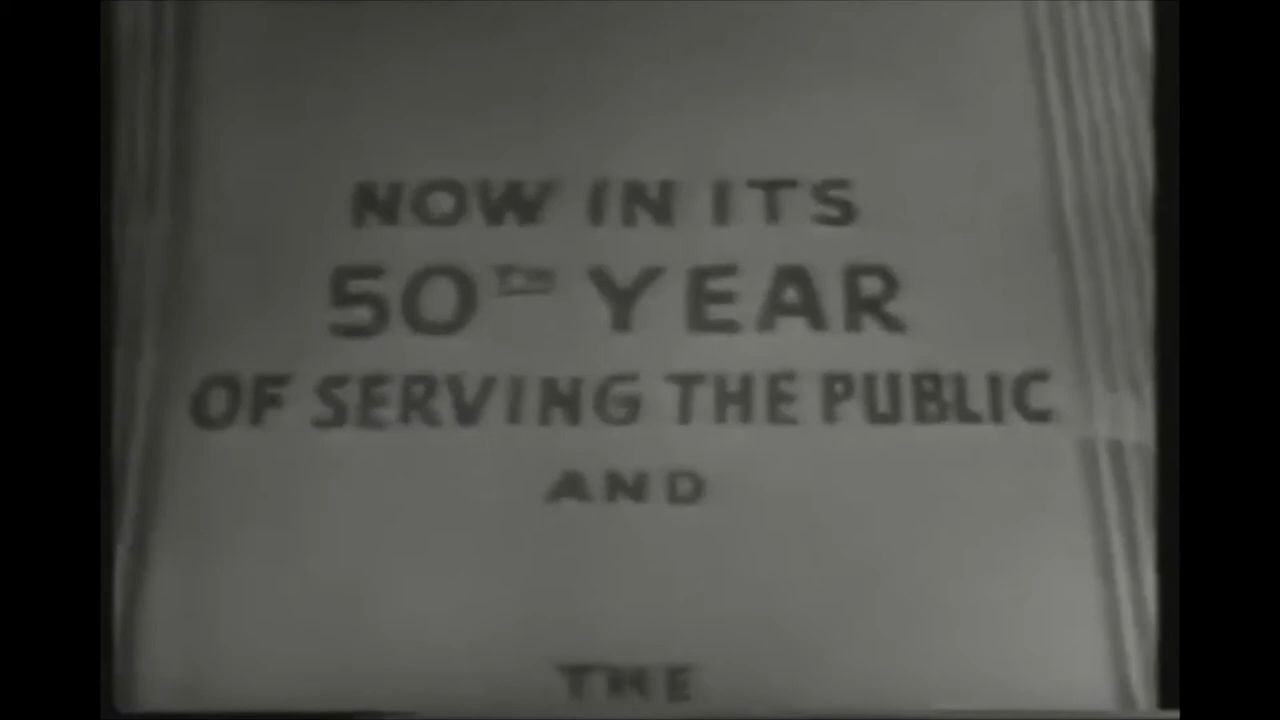 NOW IN ITS
50TH YEAR
OF SERVING THE PUBLIC
AND
THE